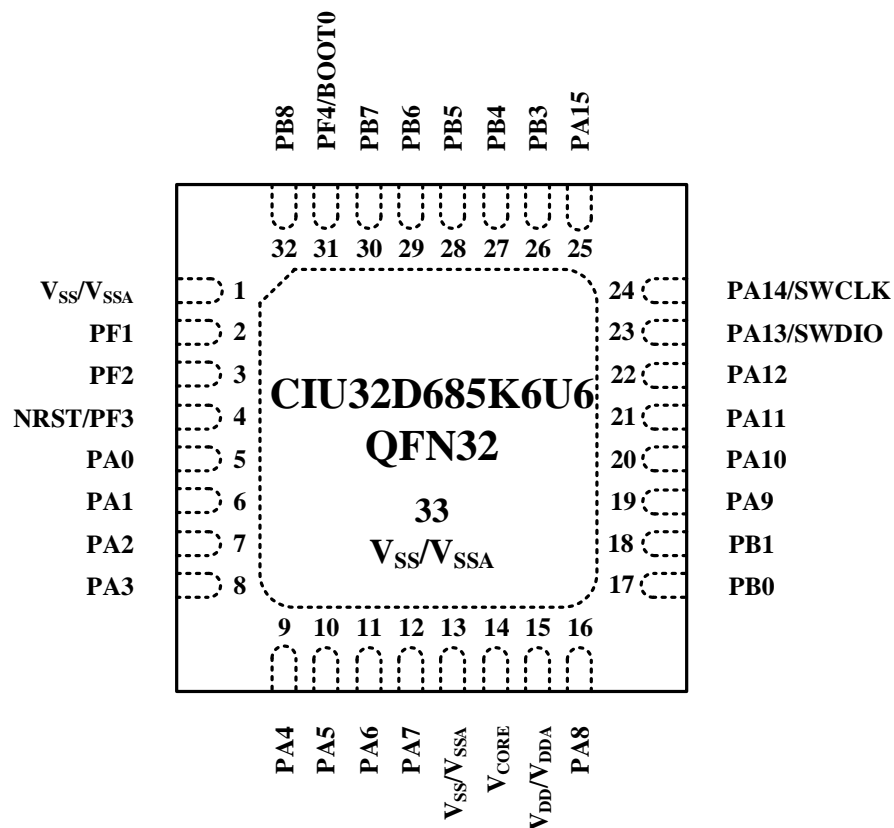 PB8
PF4/BOOT0
PB7
PB6
PB5
PB4
PB3
PA15
32 31 30 29 28 27 26 25
VSS/VSSA 1
PF1 2
PF2 3
NRST/PF3 4
PA0 5
PA1 6
PA2 7
PA3 8
24 PA14/SWCLK
23 PA13/SWDIO
22 PA12
21 PA11
20 PA10
19 PA9
18 PB1
17 PB0
CIU32D685K6U6
QFN32
33
VSS/VSSA
9 10 11 12 13 14 15 16
PA4
PA5
PA6
PA7
VSS/VSSA
VCORE
VDD/VDDA
PA8